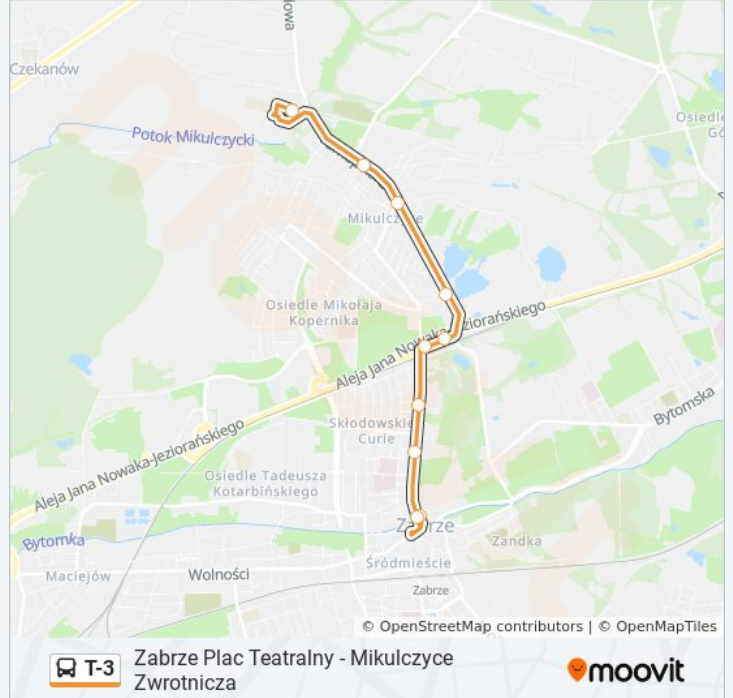 Czekanów
Potok Mikulczycki
Osiedle
Mikulczyce
Osiedle Mikołaja
Kopernika
Aleja Jana Nowaka-Jeziorańskiego
Skłodowskiej
Curie
Bytomska
Aleja Jana Nowaka-Jeziorańskiego
Osiedle Tadeusza
Kotarbińskiego
Zabrze
Bytomka
Zandka
Śródmieście
Maciejów
Wolności
Zabrze
© OpenStreetMap contributors | © OpenMapTiles
T-3
Zabrze Plac Teatralny - Mikulczyce
Zwrotnicza
moovit